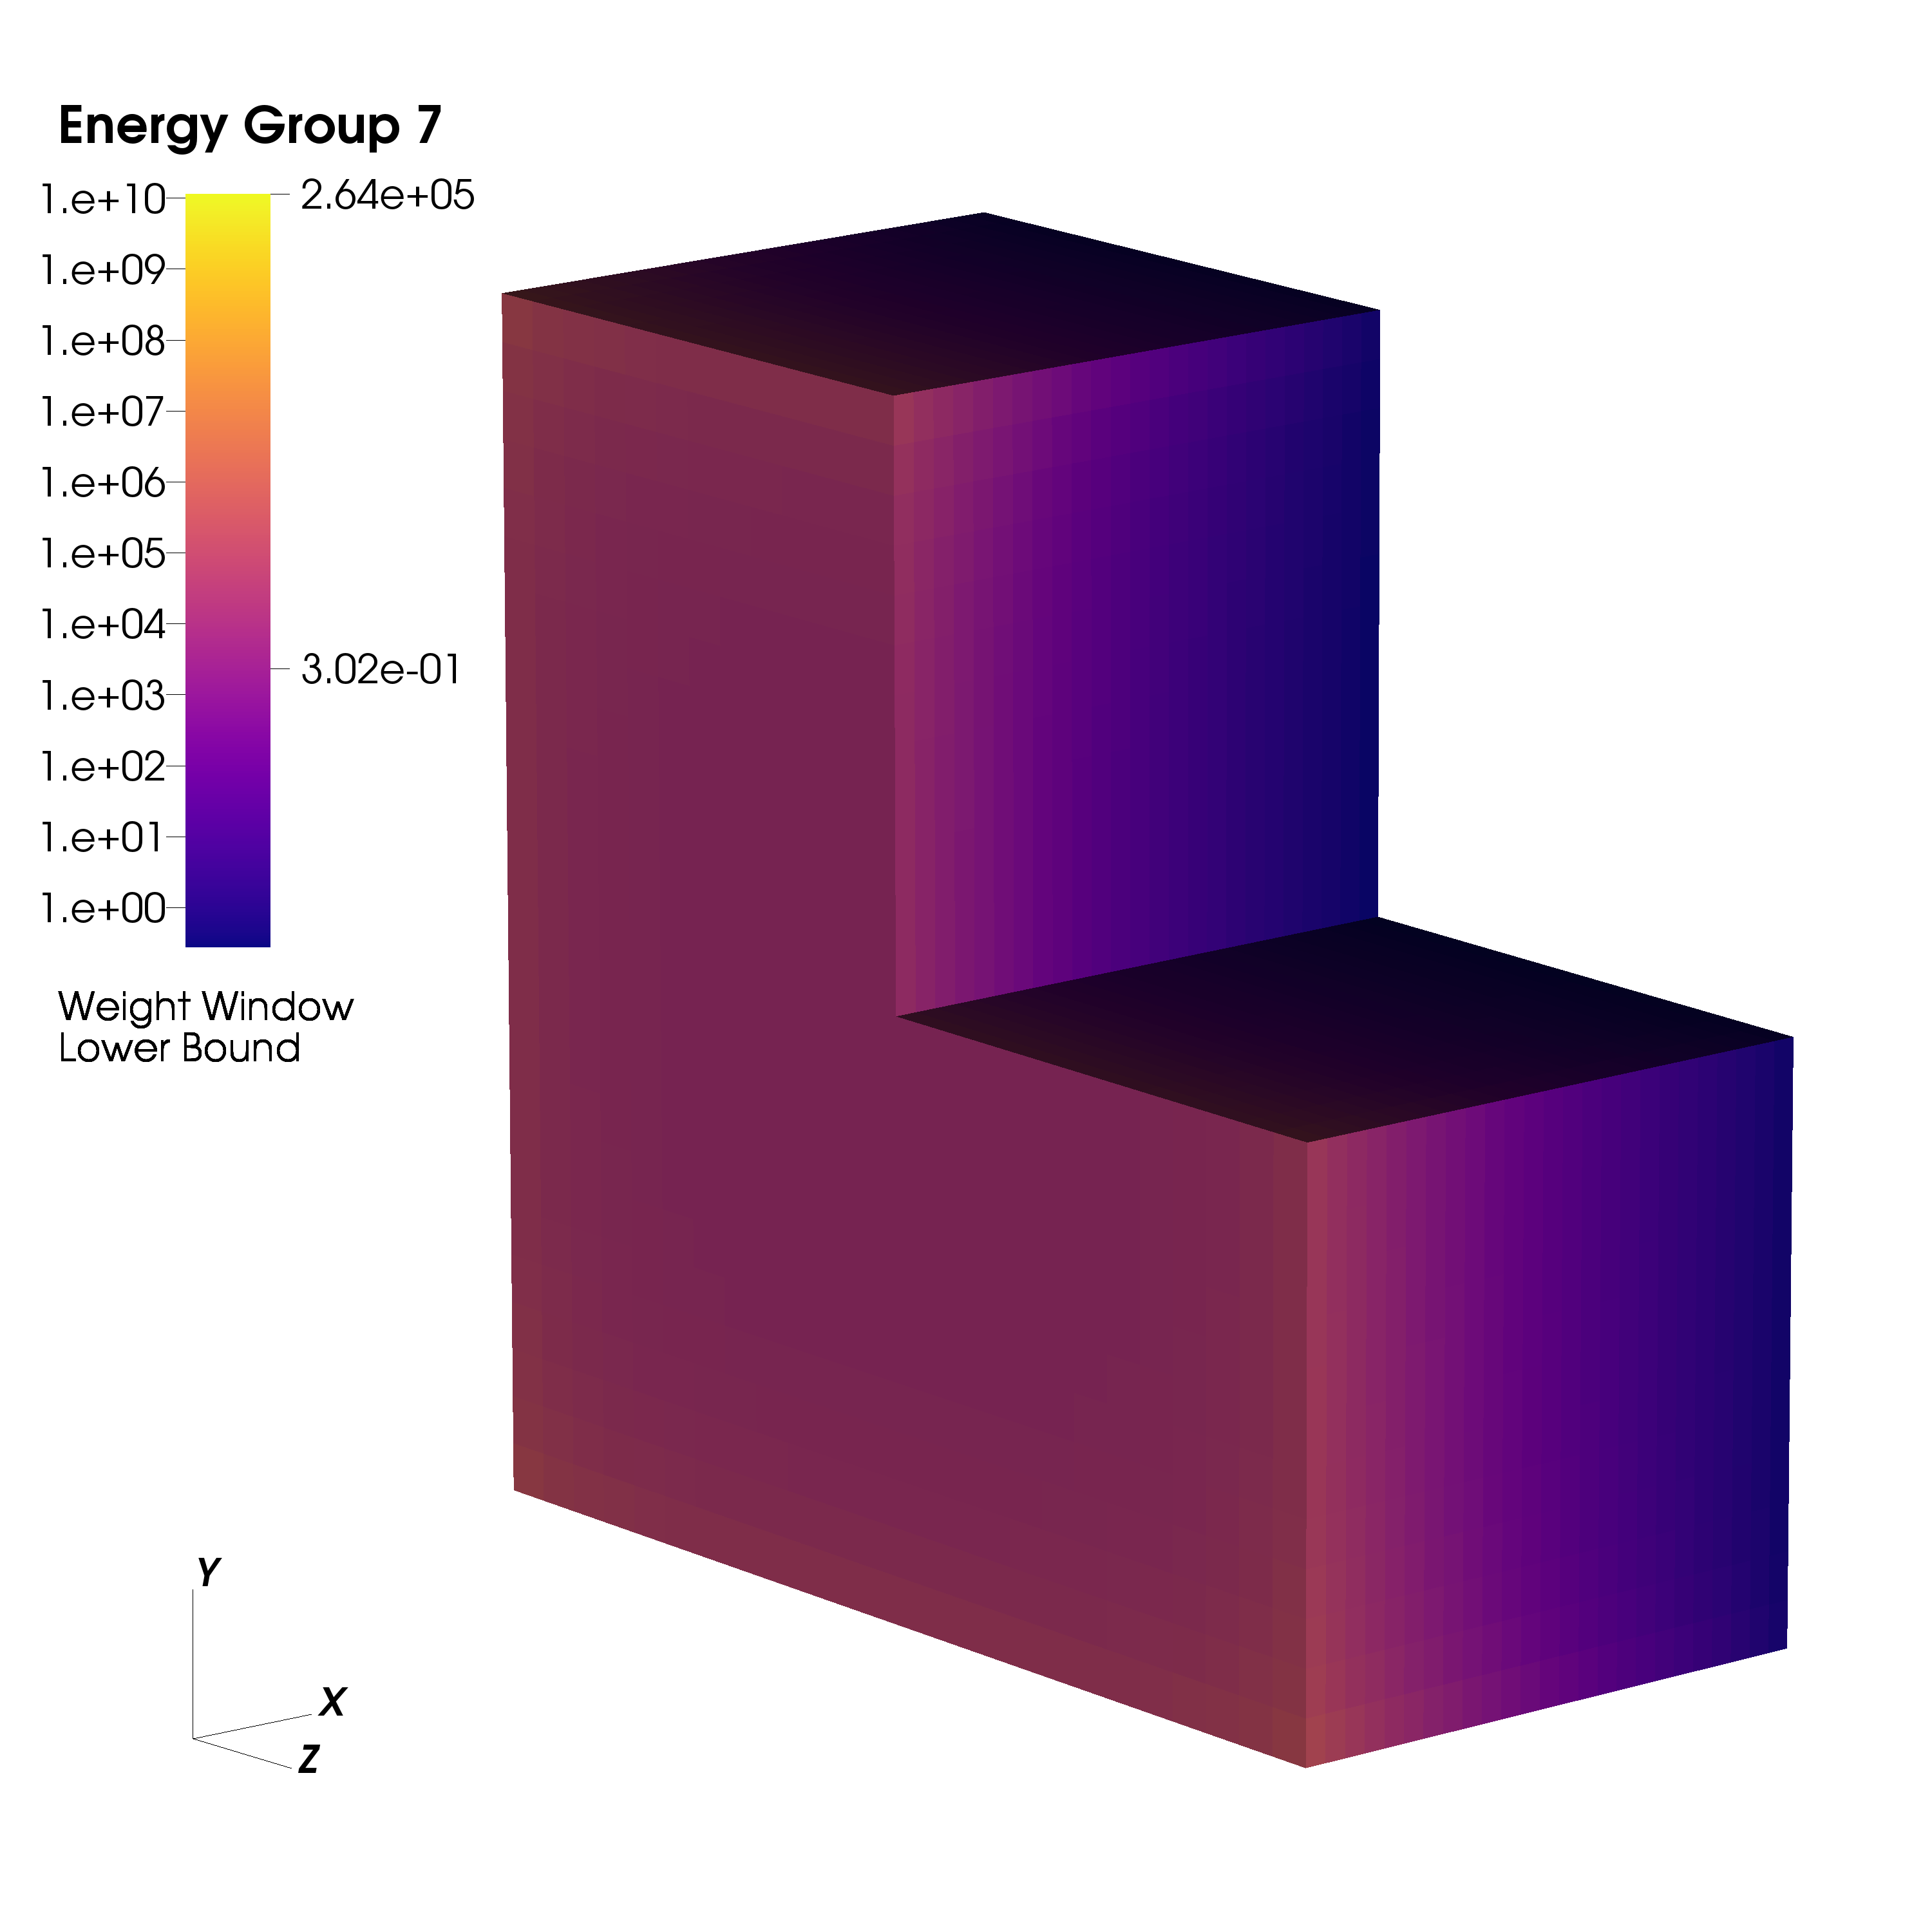 Energy Group 7
1.e+10 2.64e+05
1.e+09
1.e+08
1.e+07
1.e+06
1.e+05
1.e+04
3.02e-01
1.e+03
1.e+02
1.e+01
1.e+00
Weight Window
Lower Bound
Y
X
Z